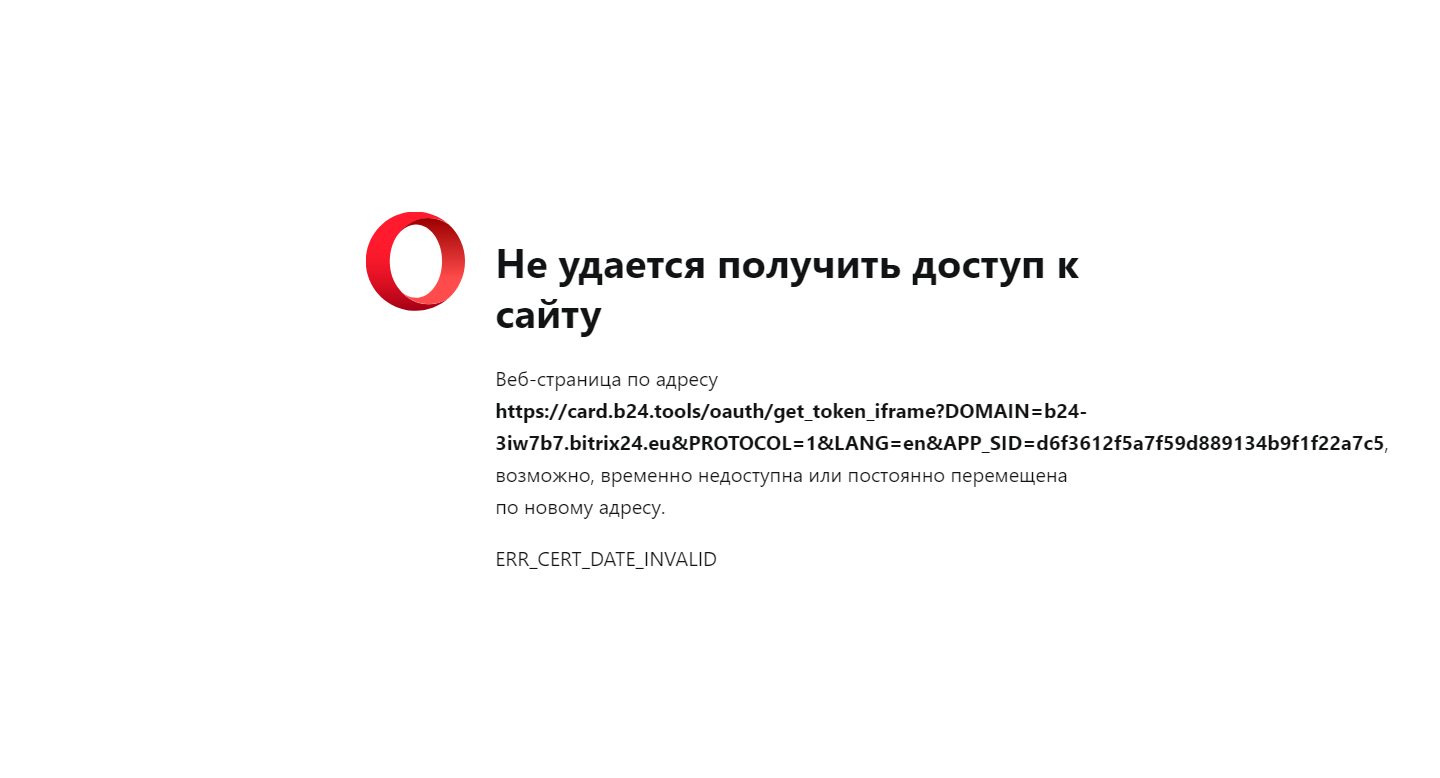 Не удается получить доступ к
сайту
Веб-страница по адресу
https://card.b24.tools/oauth/get_token_iframe?DOMAIN=b24-
3iw7b7.bitrix24.eu&PROTOCOL=1&LANG=en&APP_SID=d6f3612f5a7f59d889134b9f1f22a7c5,
возможно, временно недоступна или постоянно перемещена
по новому адресу.
ERR_CERT_DATE_INVALID